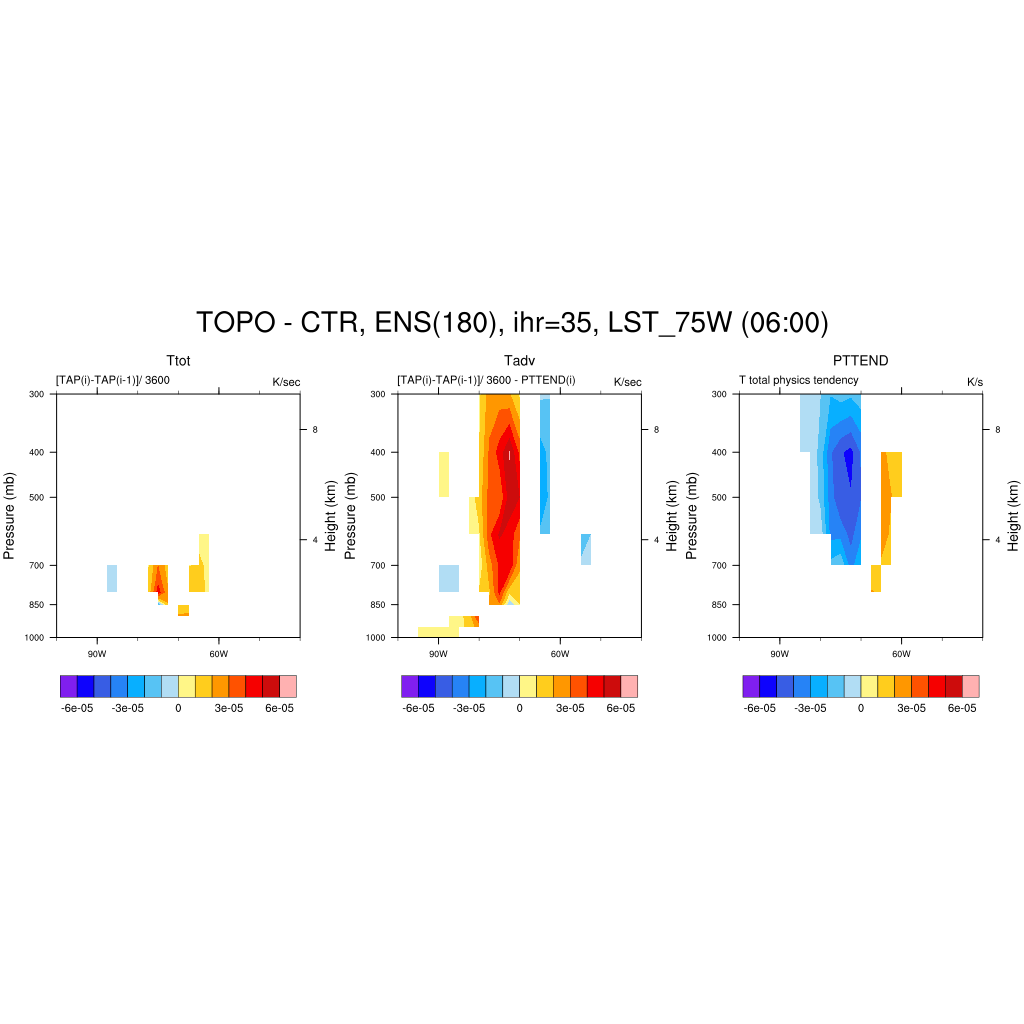 TOPO - CTR, ENS(180), ihr=35, LST_75W (06:00)
Ttot
[TAP(i)-TAP(i-1)]/ 3600 K/sec
300
400
500
700
850
1000
Pressure (mb)
8
4
Height (km)
90W 60W
-6e-05 -3e-05 0 3e-05 6e-05
Tadv
[TAP(i)-TAP(i-1)]/ 3600 - PTTEND(i) K/sec
300
400
500
700
850
1000
Pressure (mb)
8
4
Height (km)
90W 60W
-6e-05 -3e-05 0 3e-05 6e-05
PTTEND
T total physics tendency K/s
300
400
500
700
850
1000
Pressure (mb)
8
4
Height (km)
90W 60W
-6e-05 -3e-05 0 3e-05 6e-05